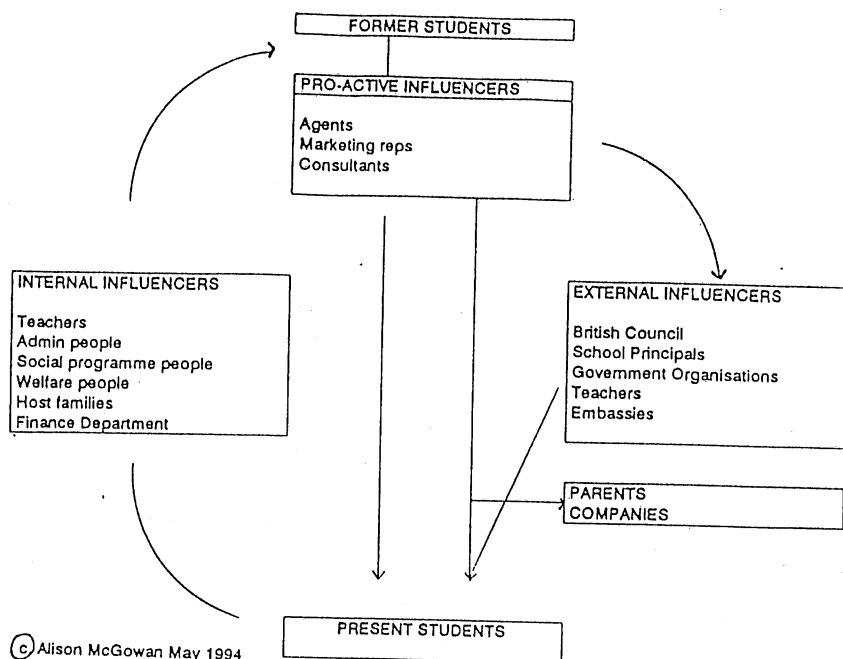 FORMER STUDENTS
PRO-ACTIVE INFLUENCERS
Agents
Marketing reps
Consultants
INTERNAL INFLUENCERS
Teachers
Admin people
Social programme people
Welfare people
Host families
Finance Department
EXTERNAL INFLUENCERS
British Council
School Principals
Government Organisations
Teachers
Embassies
PARENTS
COMPANIES
PRESENT STUDENTS
© Alison McGowan May 1994